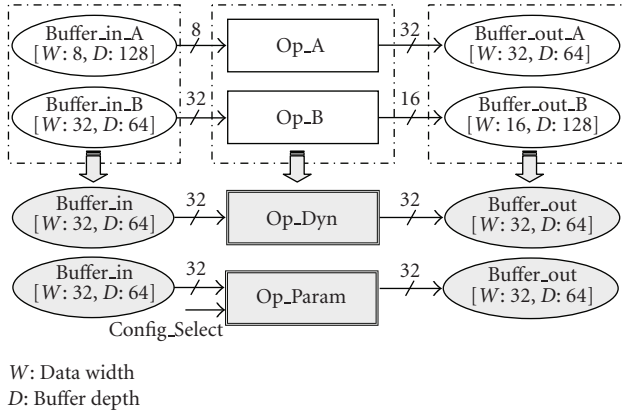 Buffer_in_A
[W: 8, D: 128]
8
Op_A
32
Buffer_out_A
[W: 32, D: 64]
Buffer_in_B
[W: 32, D: 64]
32
Op_B
16
Buffer_out_B
[W: 16, D: 128]
Buffer_in
[W: 32, D: 64]
32
Op_Dyn
32
Buffer_out
[W: 32, D: 64]
Buffer_in
[W: 32, D: 64]
32
Op_Param
32
Buffer_out
[W: 32, D: 64]
Config_Select
W: Data width
D: Buffer depth